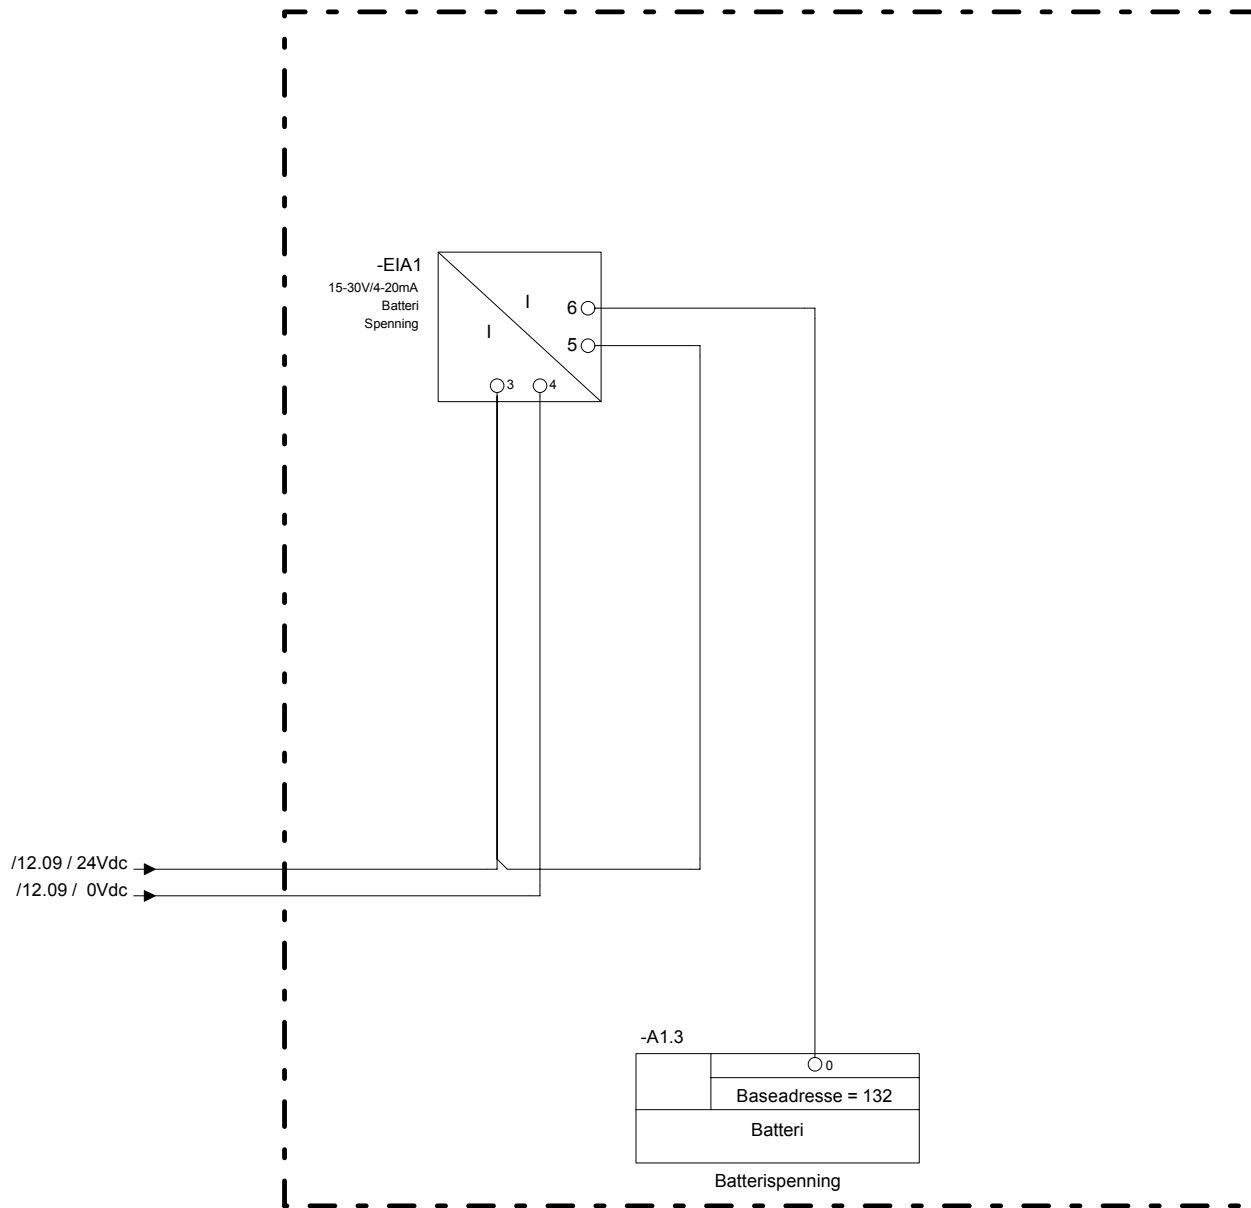 -EIA1
15-30V/4-20mA
Batteri
Spenning
I
I
6
5
3 4
/12.09 / 24Vdc
/12.09 / 0Vdc
-A1.3
0
Baseadresse = 132
Batteri
Batterispenning